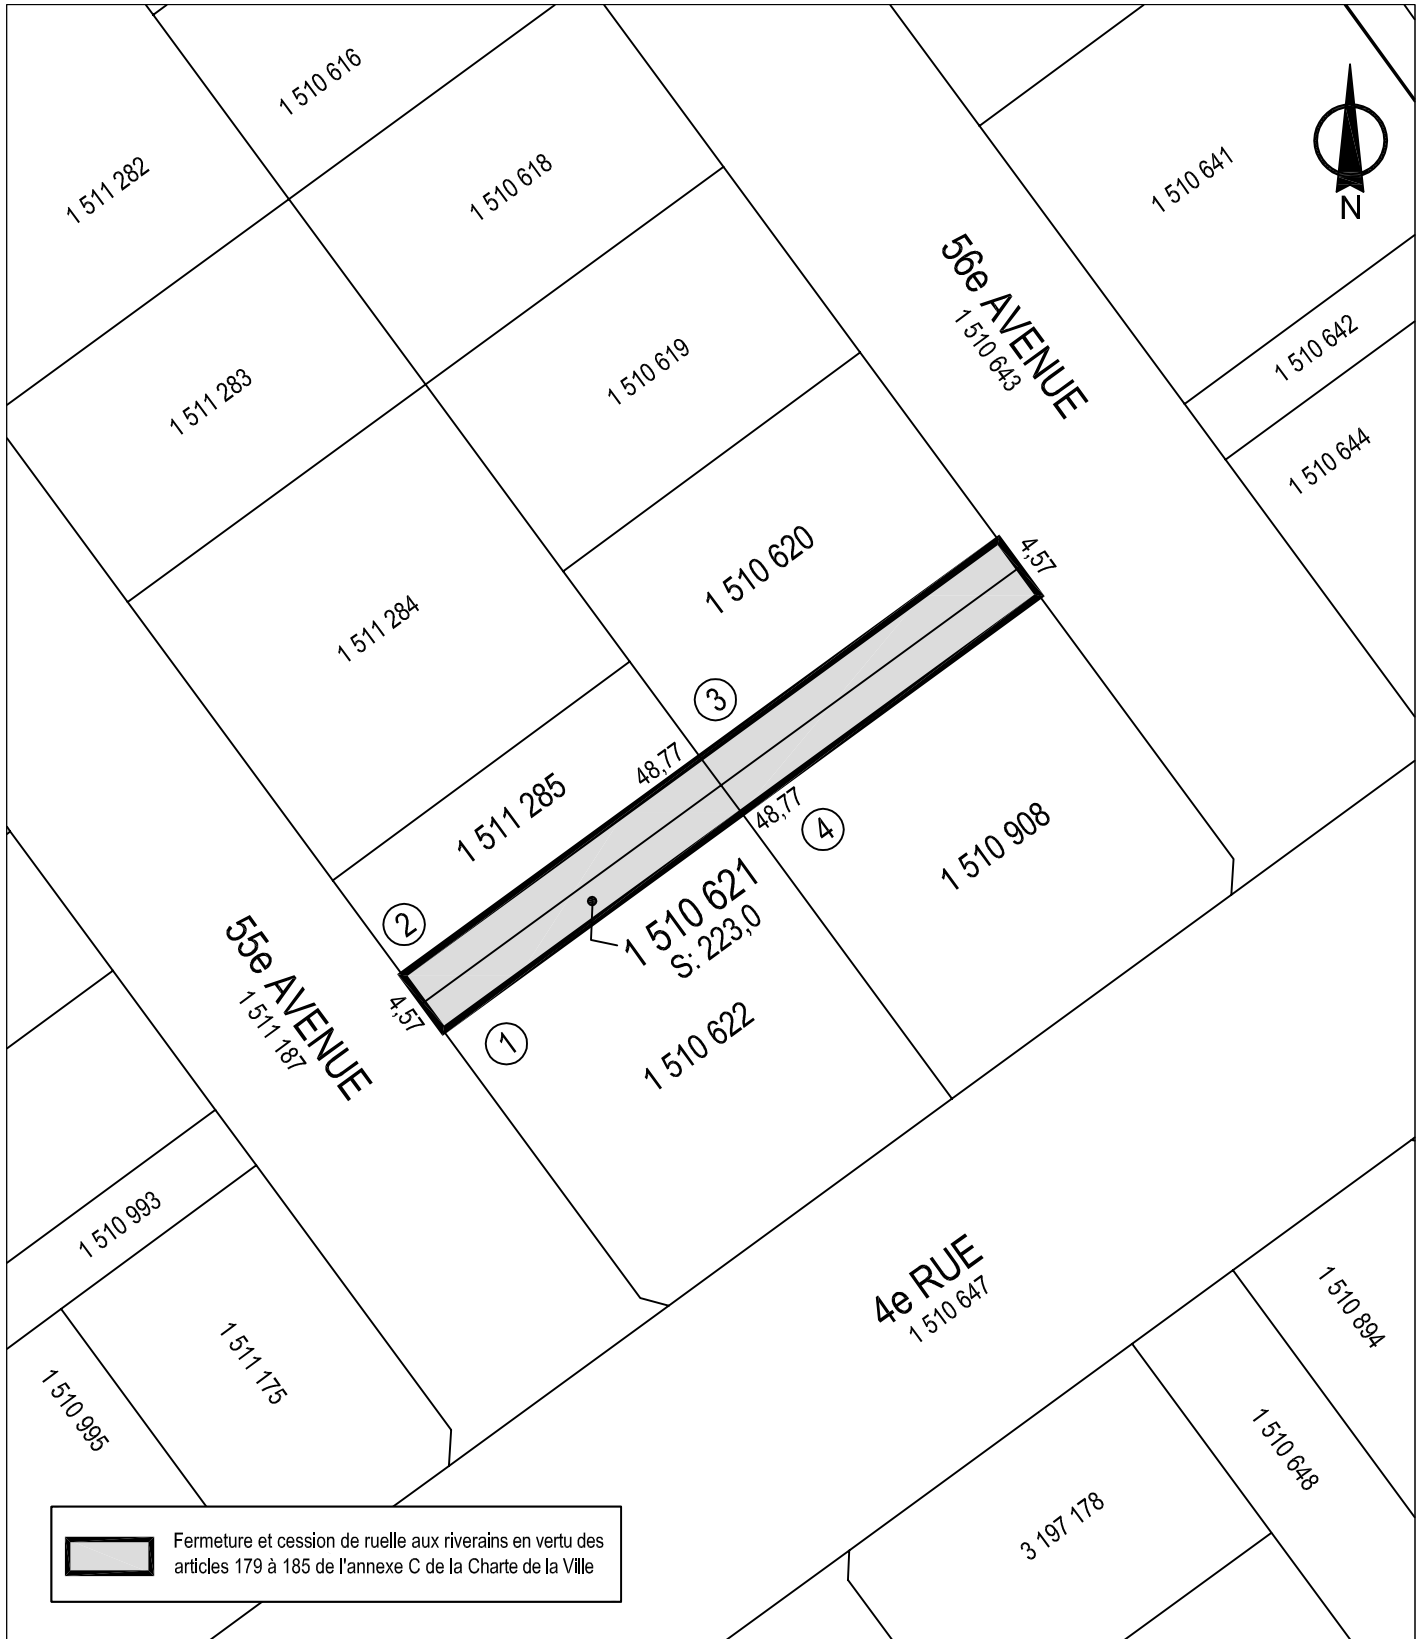 1 510 616
1 511 282
1 510 618
1 510 641
N
56e AVENUE
1 510 643
1 510 642
1 510 619
1 511 283
1 510 644
1 510 620
4,57
1 511 284
3
48,77
1 511 285
48,77
4
1 510 908
2
1 510 621
S: 223,0
55e AVENUE
1 511 187
4,57
1
1 510 622
1 510 993
4e RUE
1 510 647
1 510 894
1 511 175
1 510 995
1 510 648
3 197 178
Fermeture et cession de ruelle aux riverains en vertu des
articles 179 à 185 de l'annexe C de la Charte de la Ville